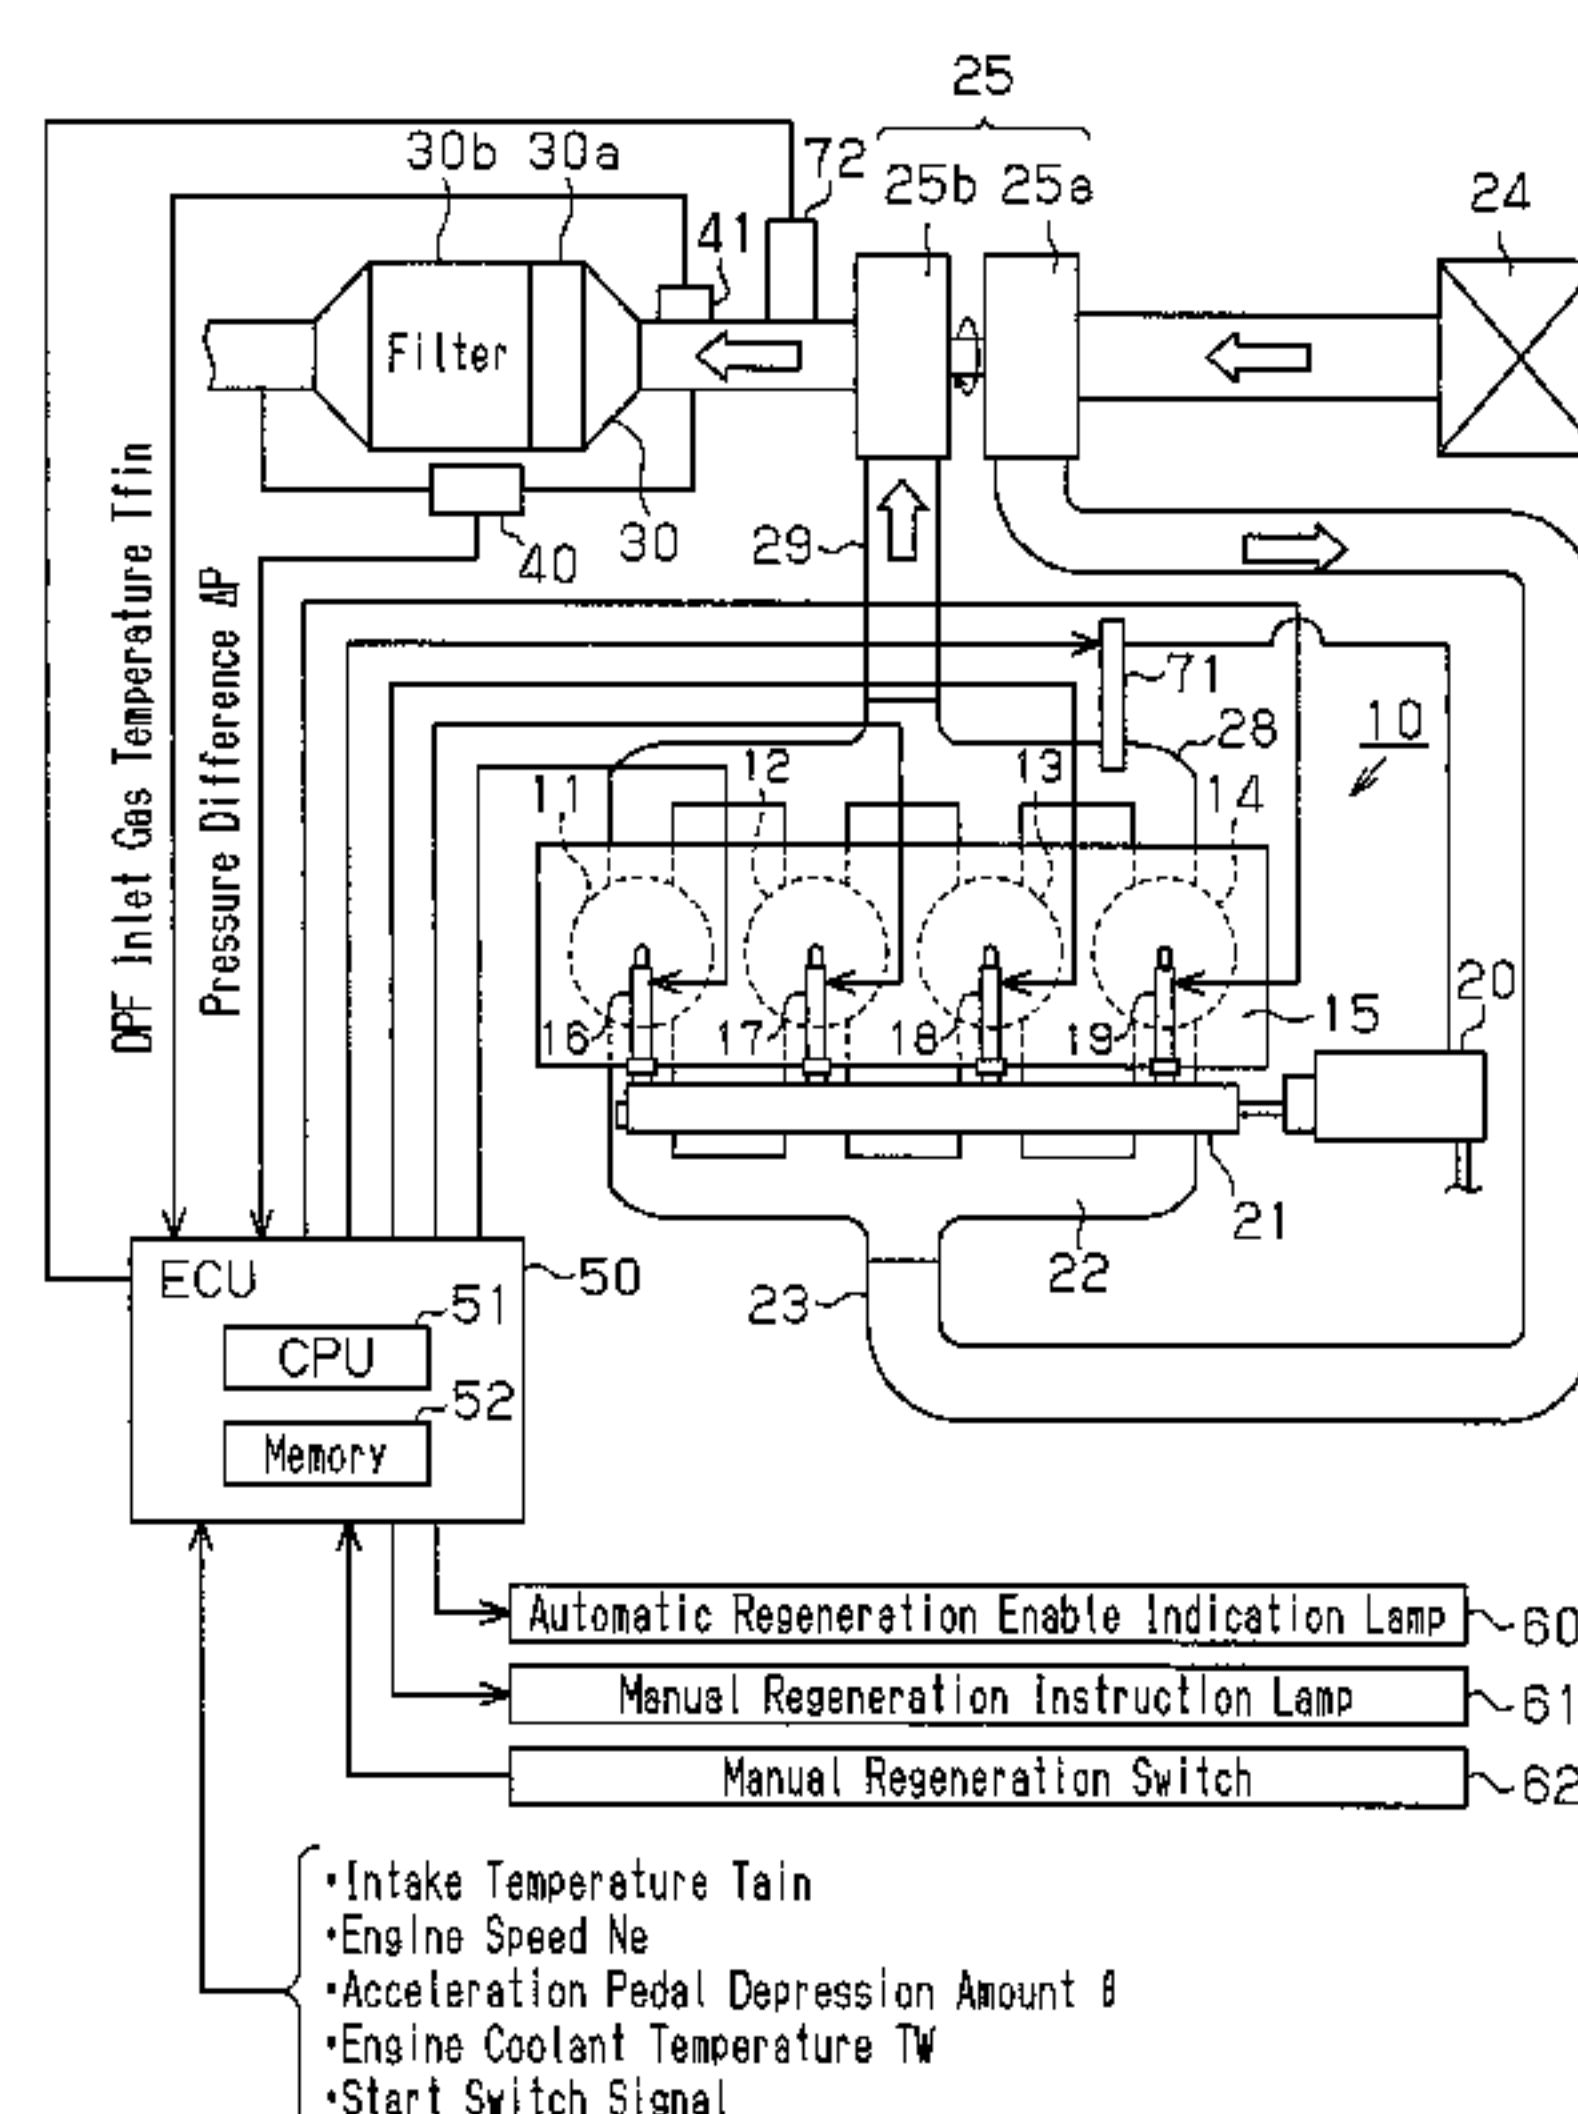 25
30b 30a
72
25b 25a
24
41
Filter
DPF Inlet Gas Temperature Tfin
Pressure Difference ΔP
40
30
29
71
10
28
11
12
13
14
16
17
18
19
15
20
21
22
23
ECU
50
51
CPU
52
Memory
Automatic Regeneration Enable Indication Lamp
60
Manual Regeneration Instruction Lamp
61
Manual Regeneration Switch
62
•Intake Temperature Tain
•Engine Speed Ne
•Acceleration Pedal Depression Amount θ
•Engine Coolant Temperature TW
•Start Switch Signal